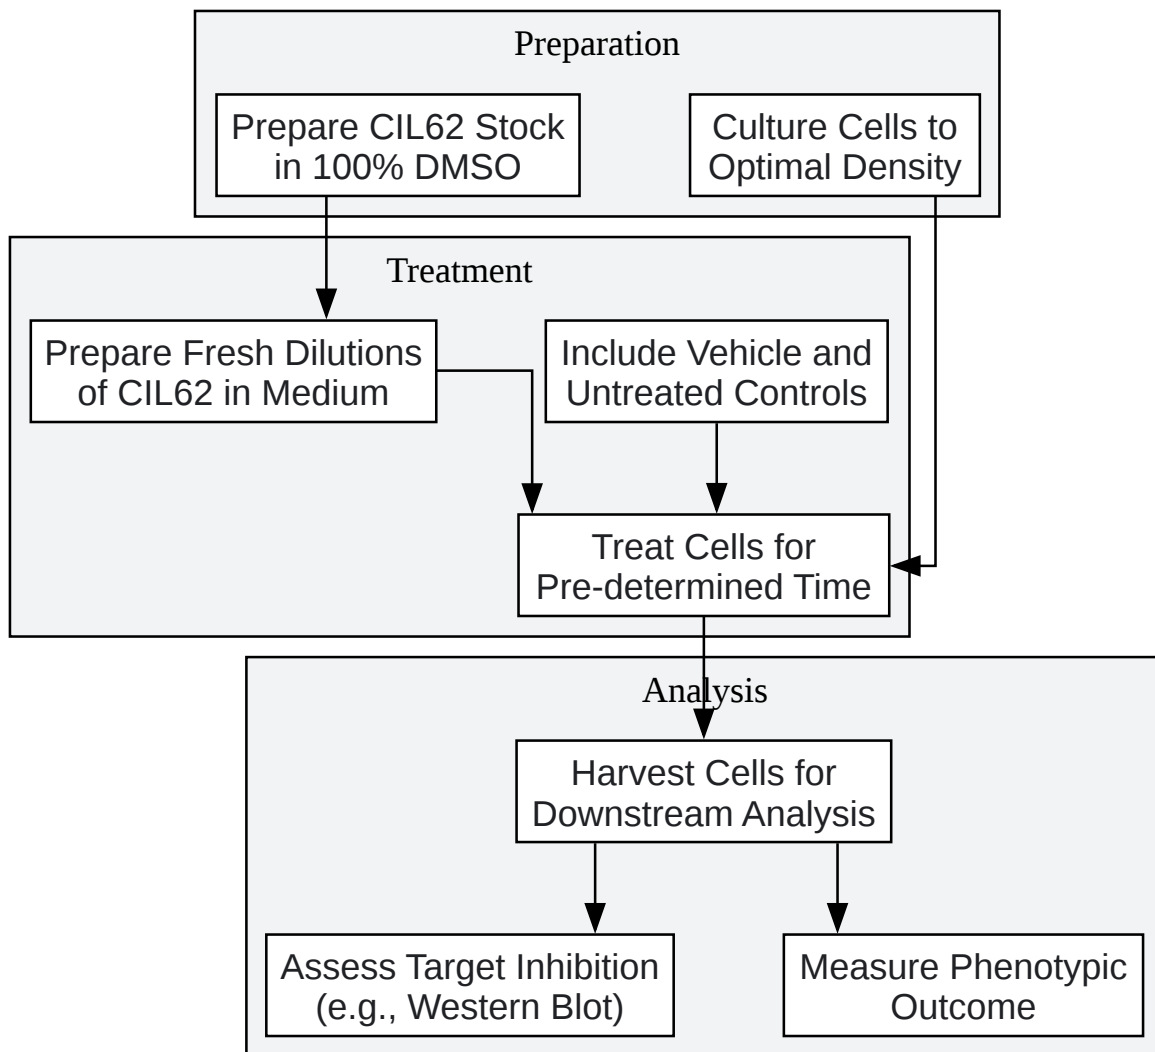 Preparation
Prepare CIL62 Stock
in 100% DMSO
Culture Cells to
Optimal Density
Treatment
Prepare Fresh Dilutions
of CIL62 in Medium
Include Vehicle and
Untreated Controls
Treat Cells for
Pre-determined Time
Analysis
Harvest Cells for
Downstream Analysis
Assess Target Inhibition
(e.g., Western Blot)
Measure Phenotypic
Outcome